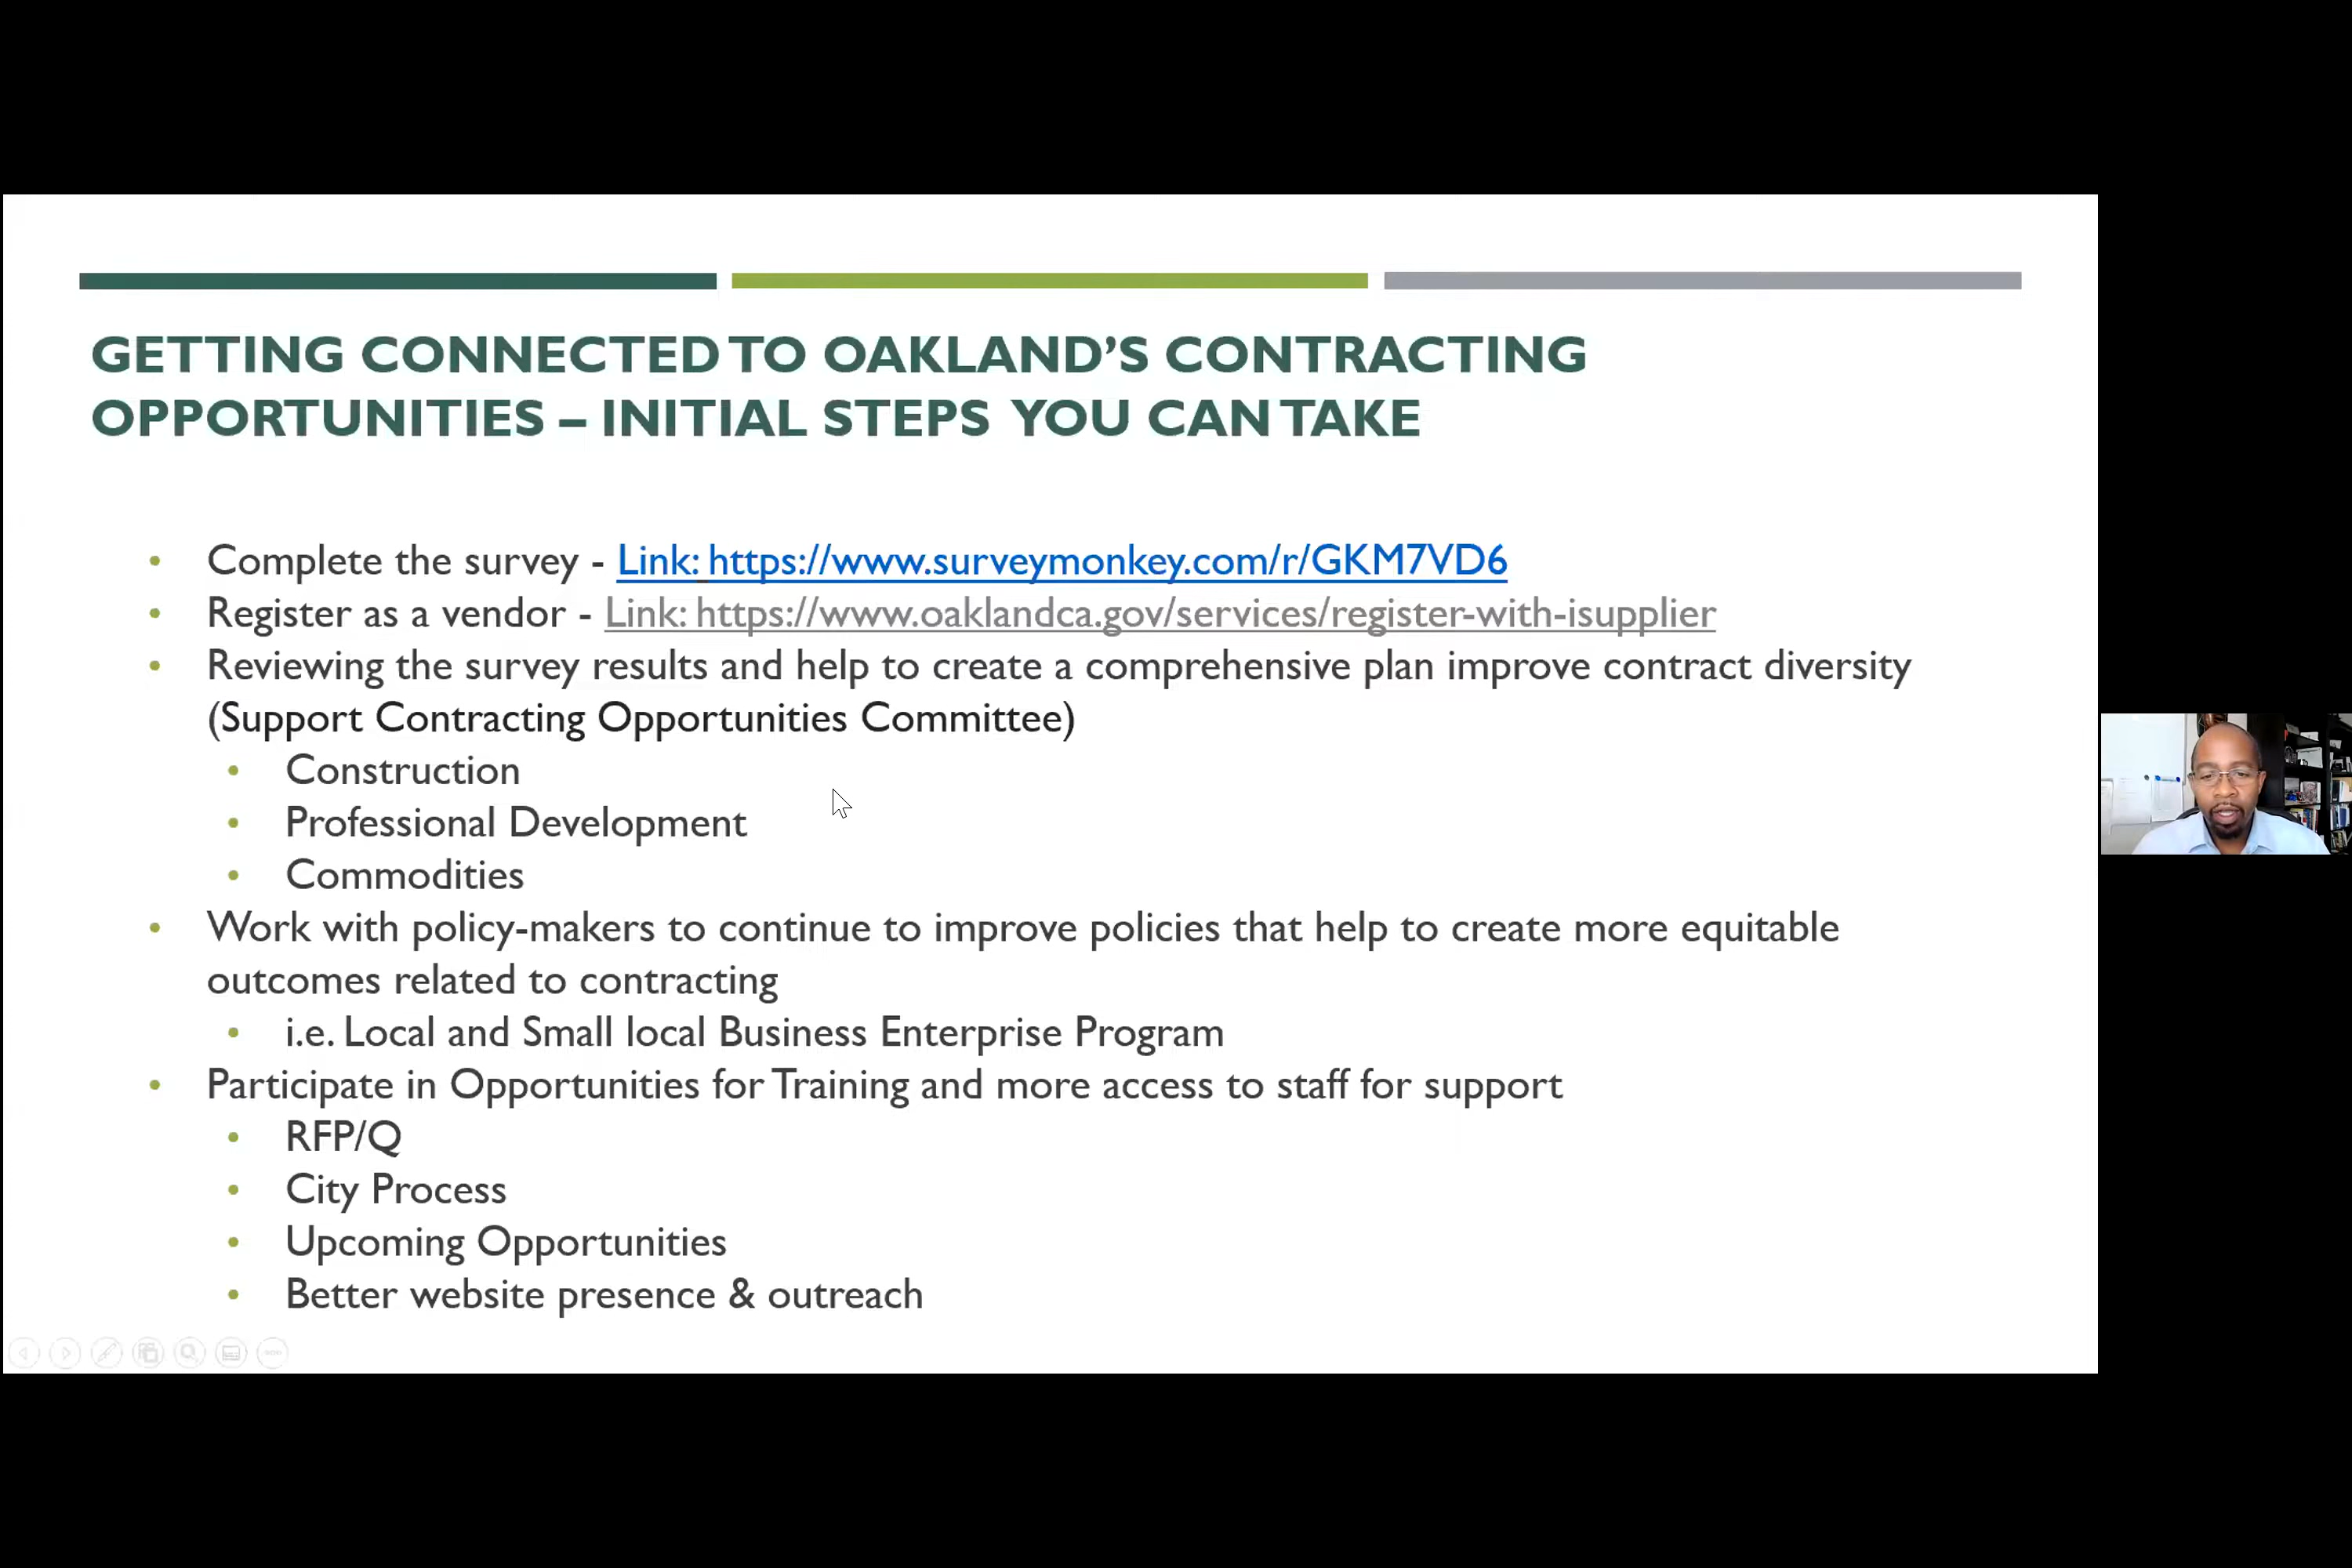 GETTING CONNECTED TO OAKLAND'S CONTRACTING
OPPORTUNITIES – INITIAL STEPS YOU CAN TAKE
• Complete the survey - Link: https://www.surveymonkey.com/r/GKM7VD6
• Register as a vendor - Link: https://www.oaklandca.gov/services/register-with-isupplier
• Reviewing the survey results and help to create a comprehensive plan improve contract diversity
(Support Contracting Opportunities Committee)
• Construction
• Professional Development
• Commodities
• Work with policy-makers to continue to improve policies that help to create more equitable
outcomes related to contracting
• i.e. Local and Small local Business Enterprise Program
• Participate in Opportunities for Training and more access to staff for support
• RFP/Q
• City Process
• Upcoming Opportunities
• Better website presence & outreach